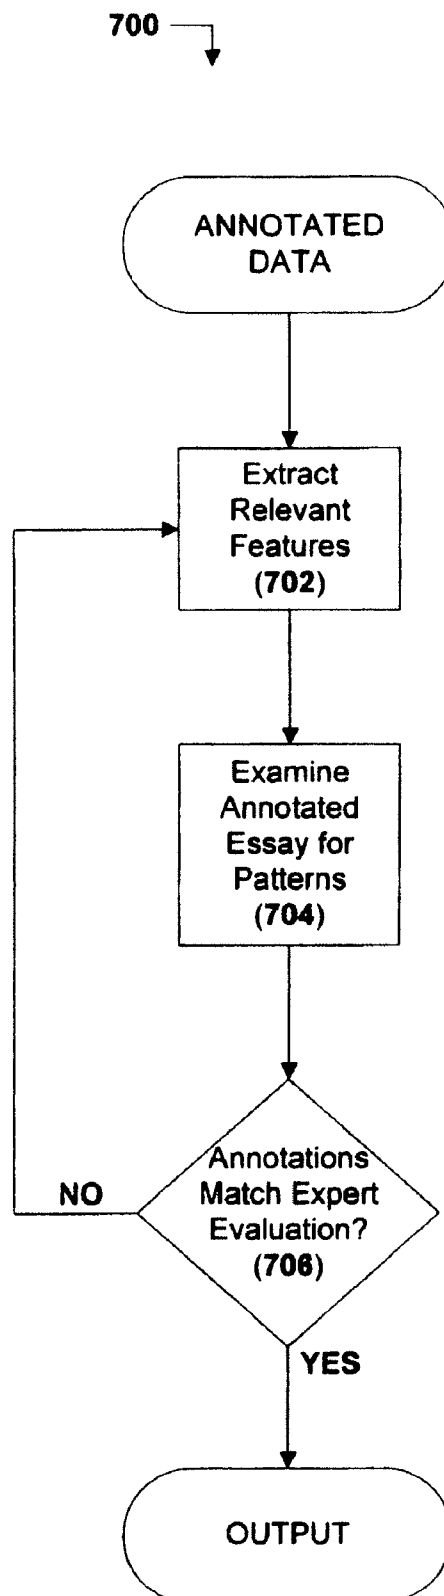 700
ANNOTATED
DATA
Extract
Relevant
Features
(702)
Examine
Annotated
Essay for
Patterns
(704)
Annotations
Match Expert
Evaluation?
(706)
NO
YES
OUTPUT